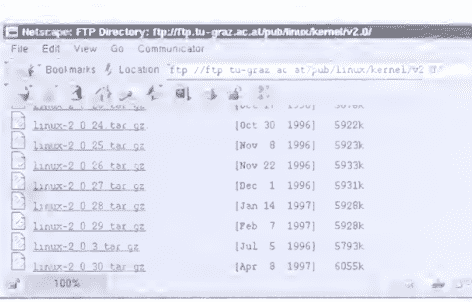 Netscape: FTP Directory: ftp://ftp.tu-graz.ac.at/pub/linux/kernel/v2.0/
File Edit View Go Communicator
Bookmarks Location ftp //ftp tu-graz ac at/pub/linux/kernel/v2
linux-2 0 24 tar gz [Oct 30 1996] 5922k
linux-2 0 25 tar gz [Nov 8 1996] 5923k
linux-2 0 26 tar gz [Nov 22 1996] 5933k
linux-2 0 27 tar gz [Dec 1 1996] 5931k
linux-2 0 28 tar gz [Jan 14 1997] 5928k
linux-2 0 29 tar gz [Feb 7 1997] 5928k
linux-2 0 3 tar gz [Jul 5 1996] 5793k
linux-2 0 30 tar gz [Apr 8 1997] 6055k
100%